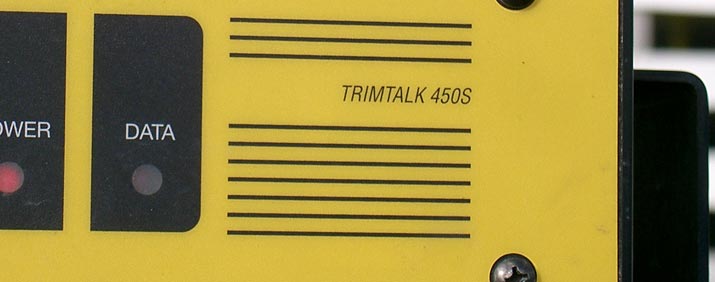 TRIMTALK 450S
OWER
DATA